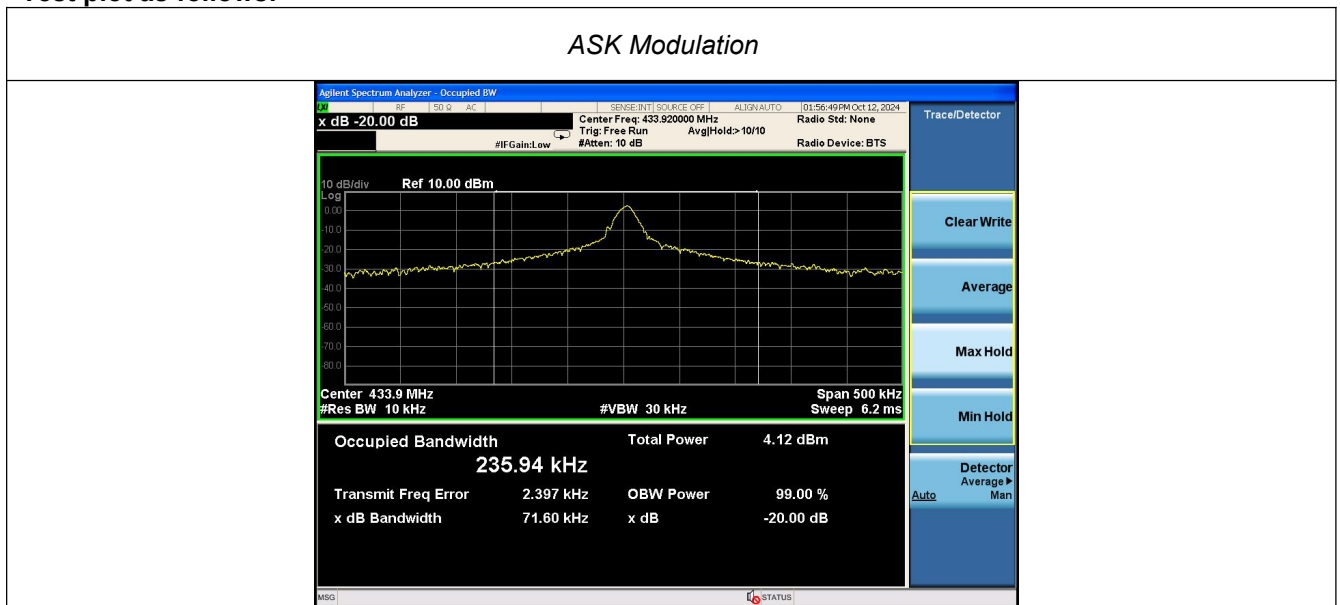 Test plot as follows:
ASK Modulation
Agilent Spectrum Analyzer - Occupied BW
LXI RF 50 Ω AC SENSE:INT SOURCE OFF ALIGNAUTO 01:56:49PM Oct 12, 2024
x dB -20.00 dB Center Freq: 433.920000 MHz Radio Std: None
Trig: Free Run Avg|Hold:> 10/10
#IFGain:Low #Atten: 10 dB Radio Device: BTS
Trace/Detector
10 dB/div Ref 10.00 dBm
Log
0.00
-10.0
-20.0
-30.0
-40.0
-50.0
-60.0
-70.0
-80.0
Center 433.9 MHz Span 500 kHz
#Res BW 10 kHz #VBW 30 kHz Sweep 6.2 ms
Clear Write
Average
Max Hold
Min Hold
Detector
Average
Auto Man
Occupied Bandwidth Total Power 4.12 dBm
235.94 kHz
Transmit Freq Error 2.397 kHz OBW Power 99.00 %
x dB Bandwidth 71.60 kHz x dB -20.00 dB
MSG STATUS